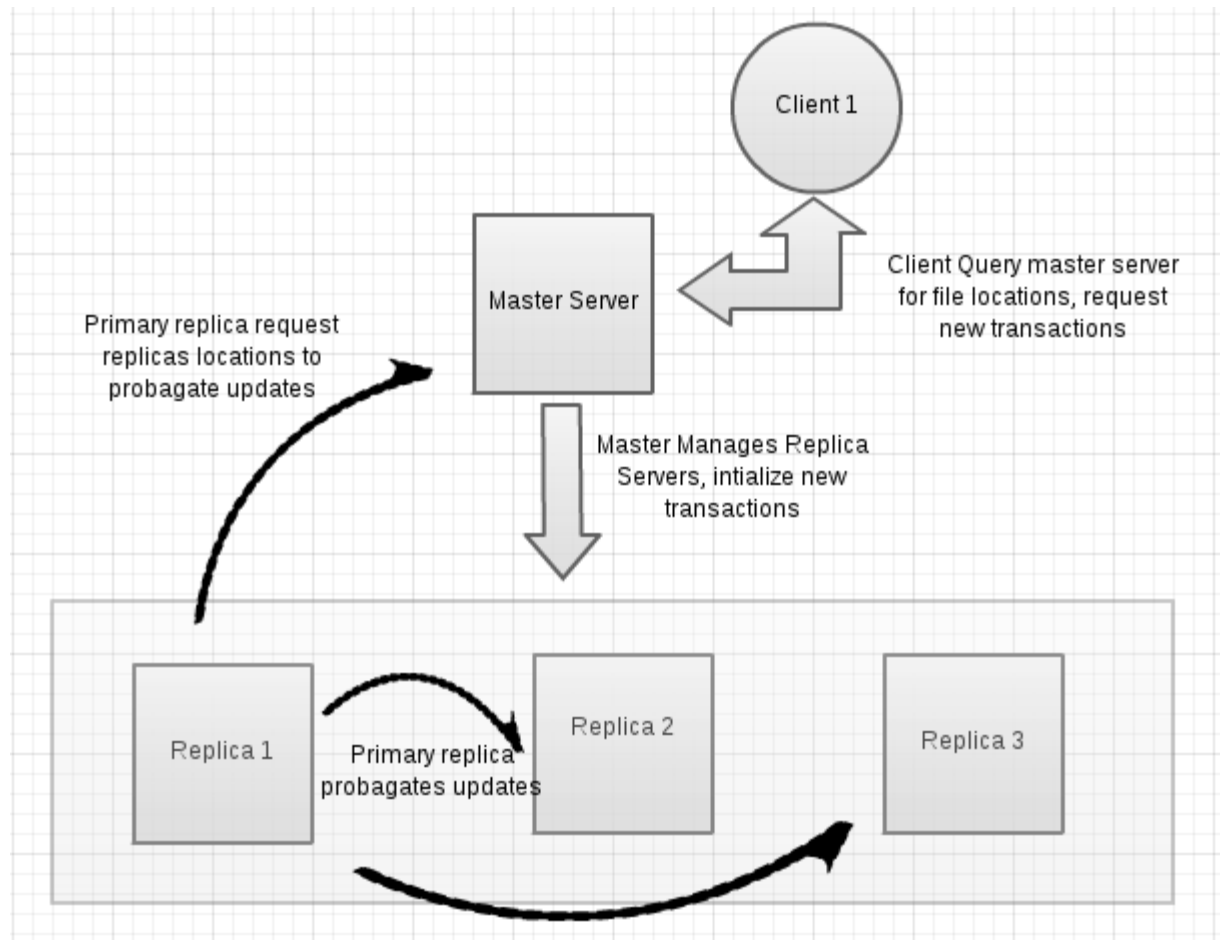 Client 1
Master Server
Client Query master server
for file locations, request
new transactions
Primary replica request
replicas locations to
probagate updates
Master Manages Replica
Servers, intialize new
transactions
Replica 1
Primary replica
probagates updates
Replica 2
Replica 3